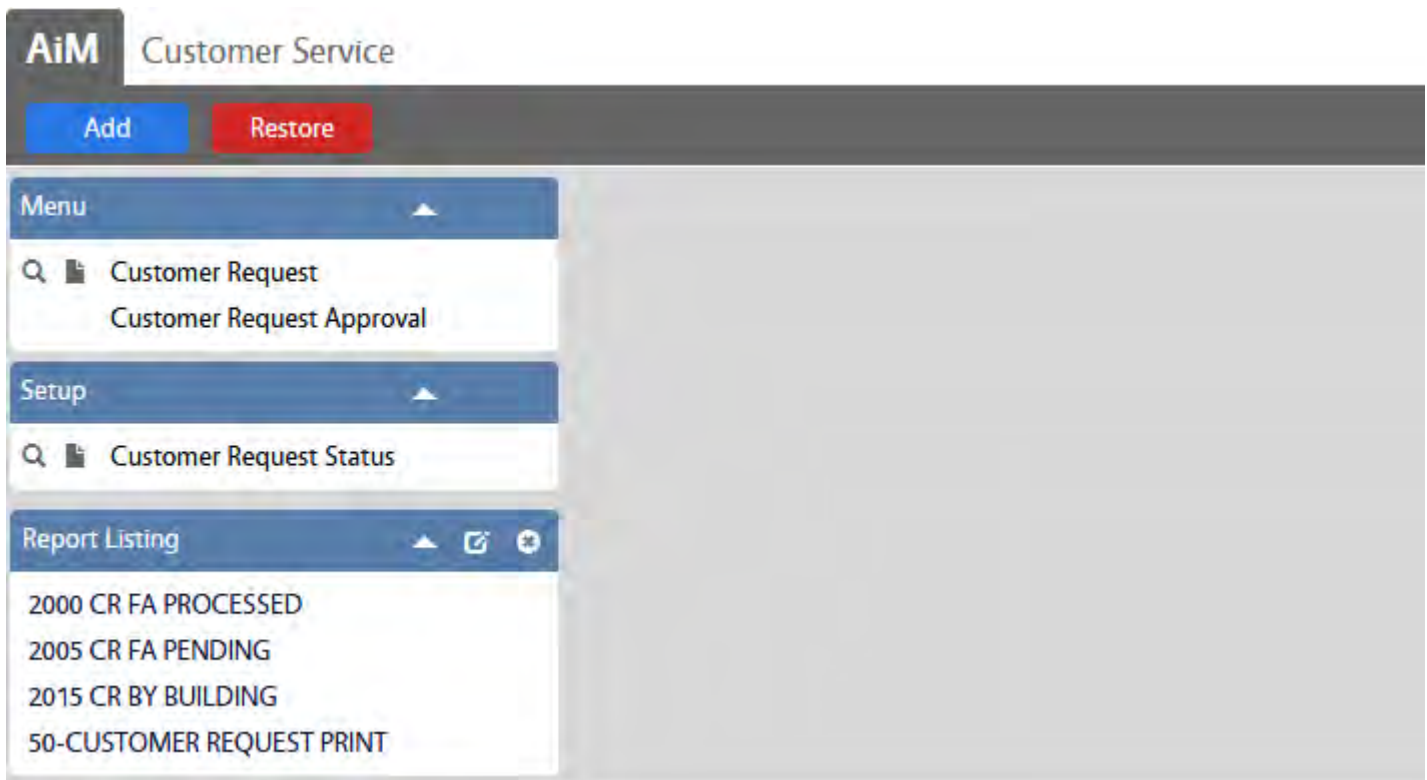 AiM Customer Service
Add Restore
Menu
Customer Request
Customer Request Approval
Setup
Customer Request Status
Report Listing
2000 CR FA PROCESSED
2005 CR FA PENDING
2015 CR BY BUILDING
50-CUSTOMER REQUEST PRINT